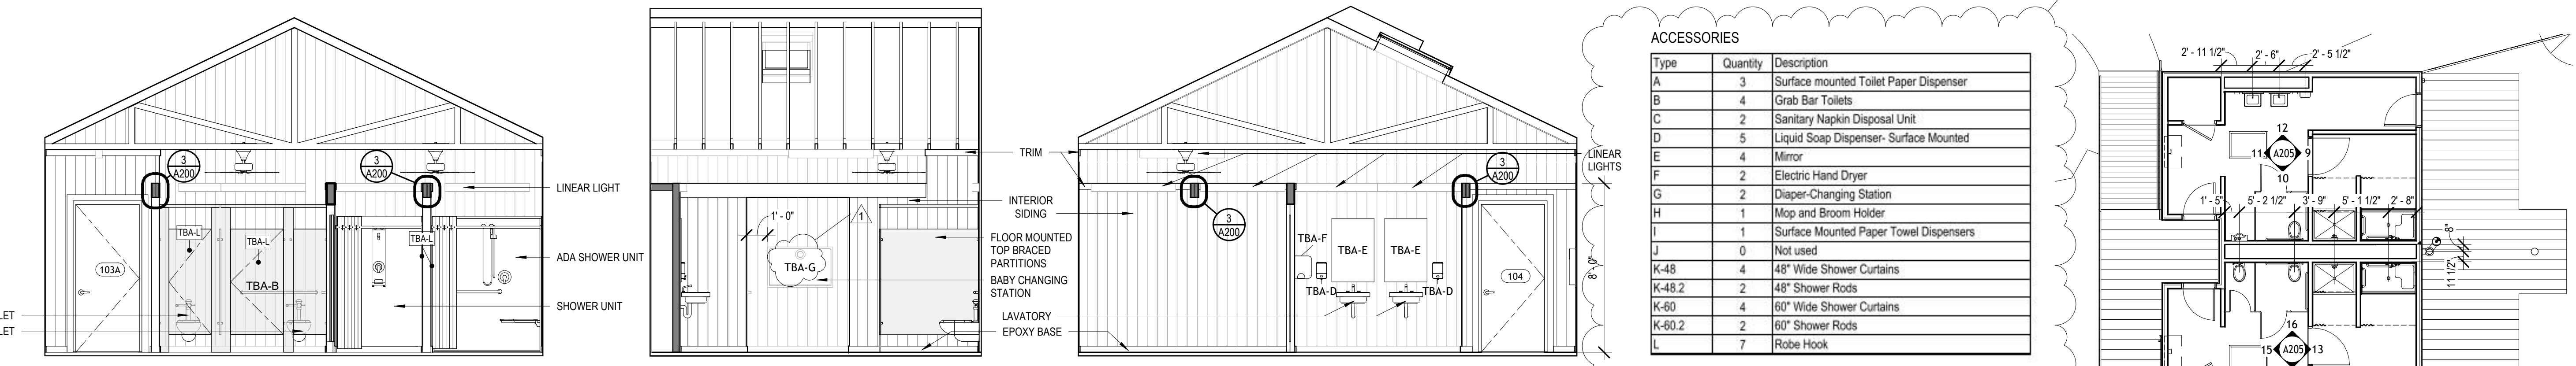 3
A200
3
A200
LINEAR LIGHT
TBA-L
TBA-L
TBA-L
103A
TBA-B
ADA SHOWER UNIT
SHOWER UNIT
LET
LET
1' - 0"
1
TBA-G
TRIM
INTERIOR
SIDING
FLOOR MOUNTED
TOP BRACED
PARTITIONS
BABY CHANGING
STATION
LAVATORY
EPOXY BASE
3
A200
3
A200
LINEAR
LIGHTS
TBA-F
TBA-E
TBA-E
TBA-D
TBA-D
104
8' - 0"
ACCESSORIES
Type Quantity Description
A 3 Surface mounted Toilet Paper Dispenser
B 4 Grab Bar Toilets
C 2 Sanitary Napkin Disposal Unit
D 5 Liquid Soap Dispenser- Surface Mounted
E 4 Mirror
F 2 Electric Hand Dryer
G 2 Diaper-Changing Station
H 1 Mop and Broom Holder
I 1 Surface Mounted Paper Towel Dispensers
J 0 Not used
K-48 4 48" Wide Shower Curtains
K-48.2 2 48" Shower Rods
K-60 4 60" Wide Shower Curtains
K-60.2 2 60" Shower Rods
L 7 Robe Hook
2' - 11 1/2" 2' - 6" 2' - 5 1/2"
12
11 A205 9
10
1' - 5" 5' - 2 1/2" 3' - 9" 5' - 1 1/2" 2' - 8"
8"
11 1/2"
16
15 A205 13